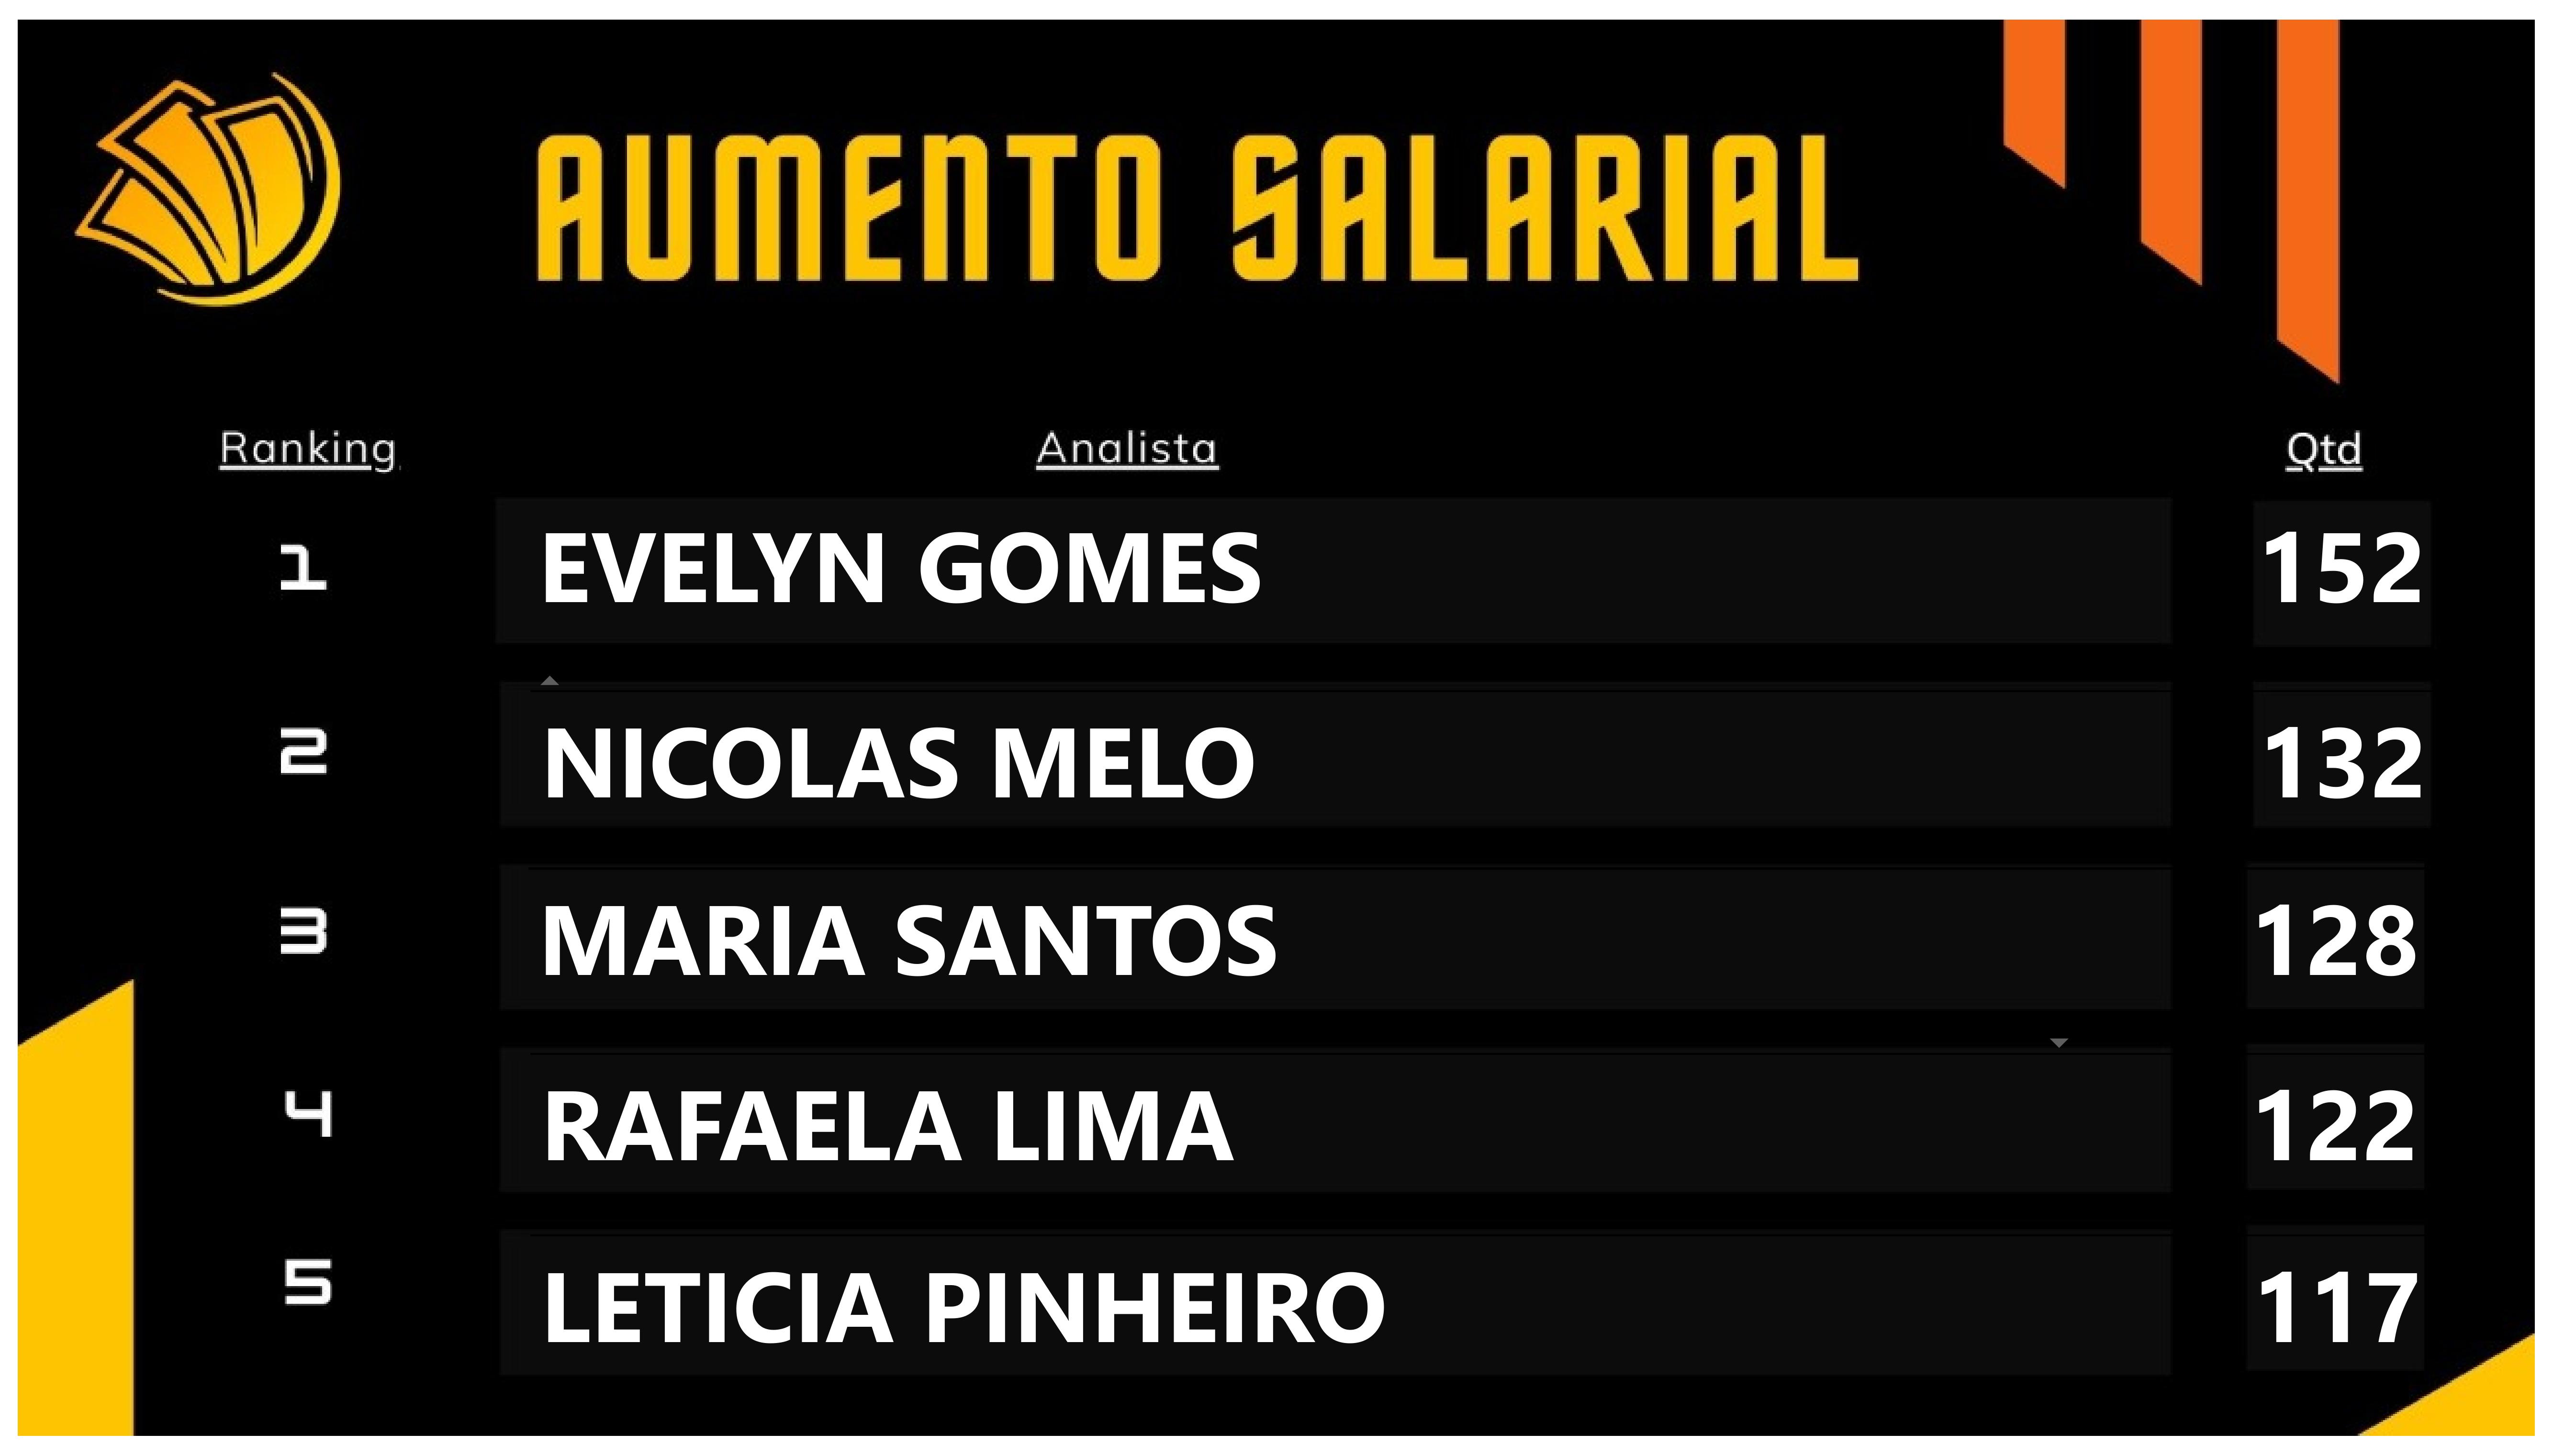 AUMENTO SALARIAL
Ranking Analista Qtd
1 EVELYN GOMES 152
2 NICOLAS MELO 132
3 MARIA SANTOS 128
4 RAFAELA LIMA 122
5 LETICIA PINHEIRO 117